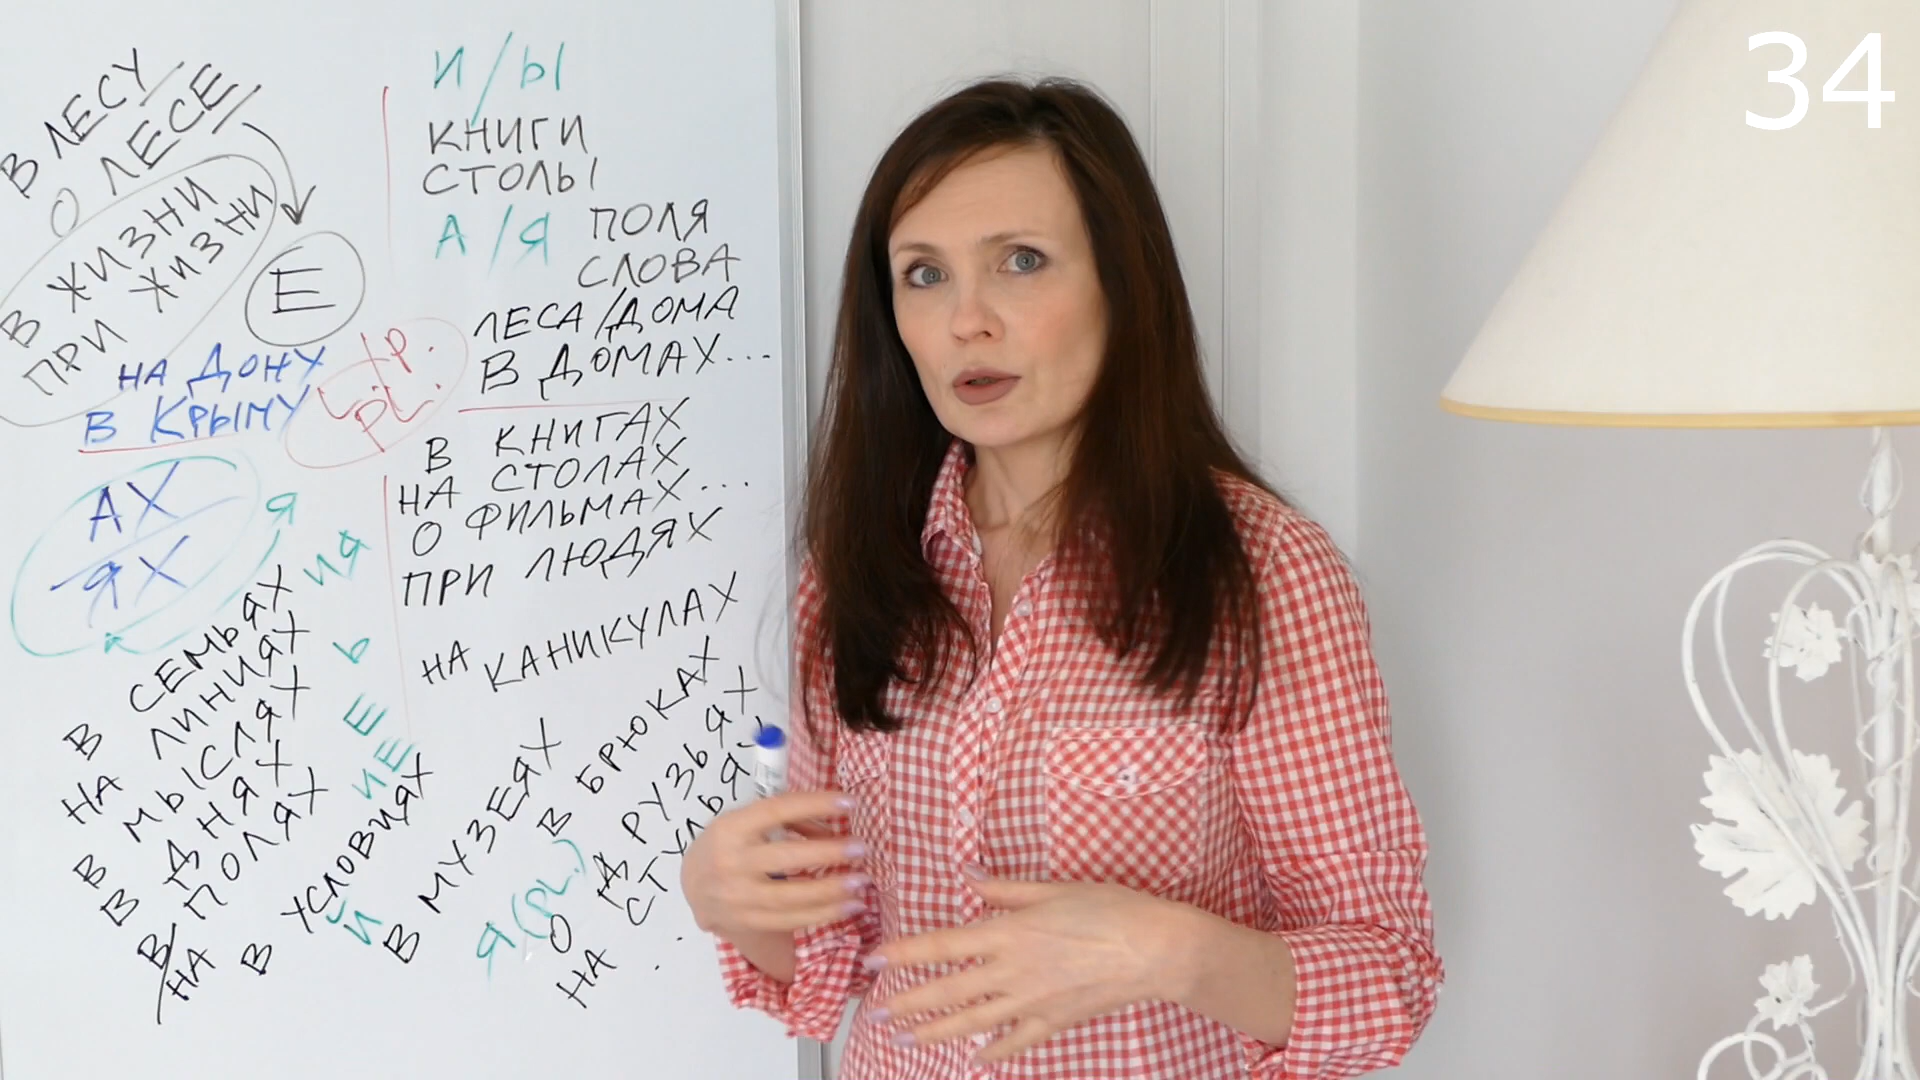 34
В ЛЕСУ
О ЛЕСЕ
В ЖИЗНИ
ПРИ ЖИЗНИ
Е
НА ДОНУ
В КРЫМУ
PL.
АХ
ЯХ
Я
ИЯ
Ь
Е
ИЕ
Й
Я (PL.)
В СЕМЬЯХ
НА ЛИНИЯХ
В МЫСЛЯХ
В ДНЯХ
В/НА ПОЛЯХ
В УСЛОВИЯХ
В МУЗЕЯХ
И/Ы
КНИГИ
СТОЛЫ
А/Я ПОЛЯ
СЛОВА
ЛЕСА/ДОМА
В ДОМАХ...
В КНИГАХ
НА СТОЛАХ
О ФИЛЬМАХ...
ПРИ ЛЮДЯХ
НА КАНИКУЛАХ
В БРЮКАХ
О ДРУЗЬЯХ